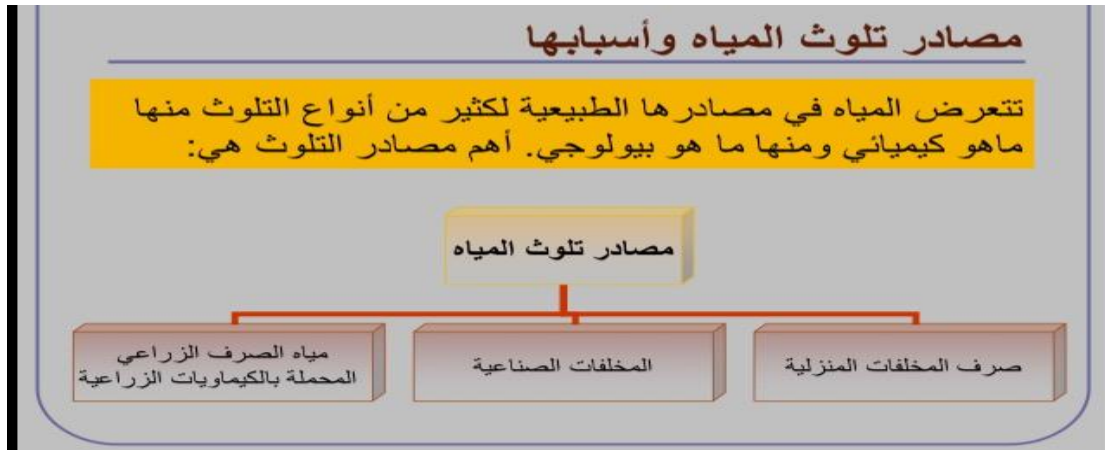 مصادر تلوث المياه وأسبابها
تتعرض المياه في مصادرها الطبيعية لكثير من أنواع التلوث منها
ماهو كيميائي ومنها ما هو بيولوجي. أهم مصادر التلوث هي:
مصادر تلوث المياه
صرف المخلفات المنزلية
المخلفات الصناعية
مياه الصرف الزراعي
المحملة بالكيماويات الزراعية